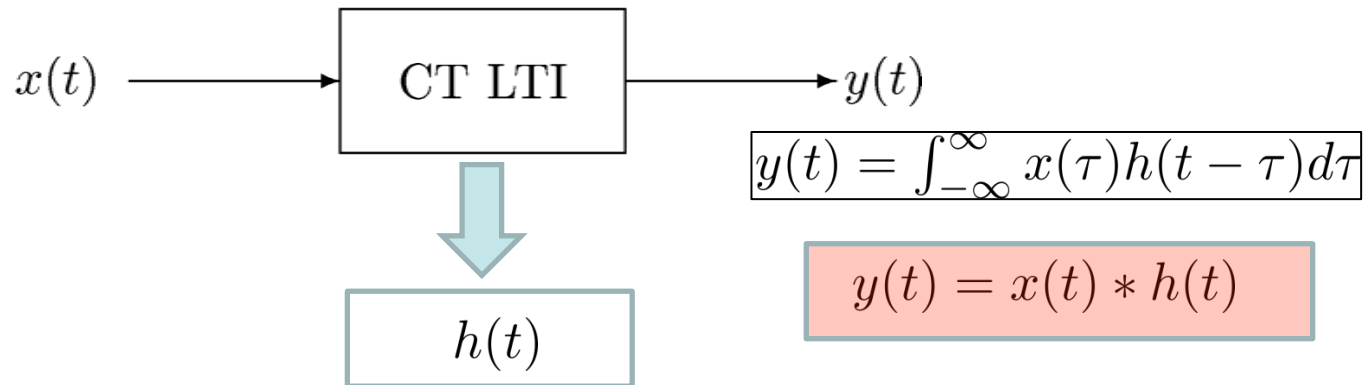 x(t)
CT LTI
y(t)
y(t) = ∫_{-∞}^{∞} x(τ)h(t − τ)dτ
y(t) = x(t) ∗ h(t)
h(t)